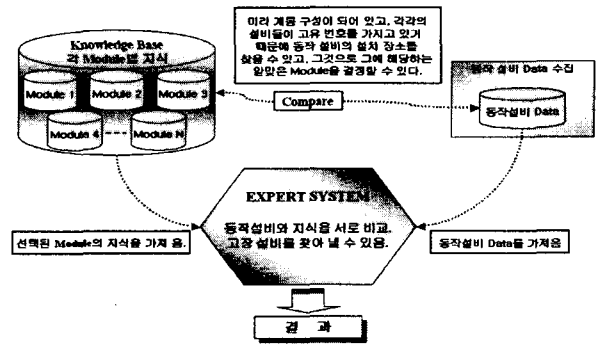 Knowledge Base
각 Module별 지식
Module 1
Module 2
Module 3
Module 4
Module N
미리 계통 구성이 되어 있고, 각각의
설비들이 고유 번호를 가지고 있기
때문에 동작 설비의 설치 장소를
찾을 수 있고, 그것으로 그에 해당하는
알맞은 Module을 결정할 수 있다.
Compare
동작 설비 Data 수집
동작설비 Data
EXPERT SYSTEM
동작설비와 지식을 서로 비교.
고장 설비를 찾아 낼 수 있음.
선택된 Module의 지식을 가져 옴.
동작설비 Data를 가져옴
결 과